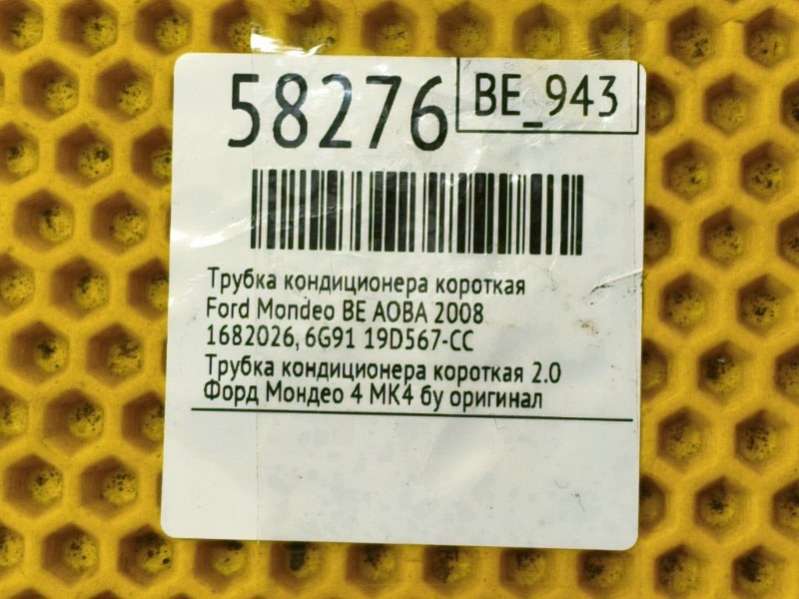 58276
BE_943
Трубка кондиционера короткая
Ford Mondeo BE AOBA 2008
1682026, 6G91 19D567-CC
Трубка кондиционера короткая 2.0
Форд Мондео 4 МК4 бу оригинал